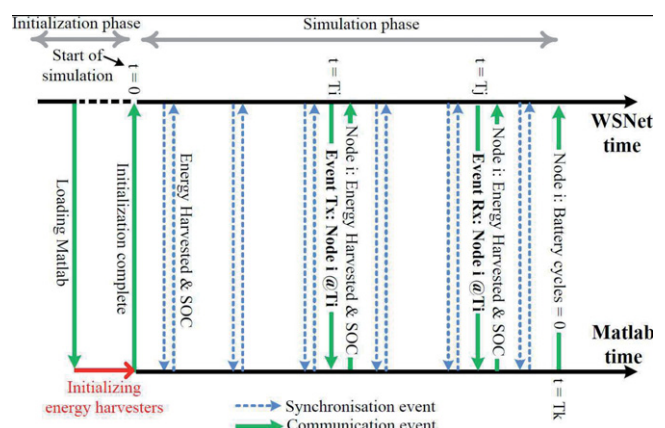 Initialization phase
Simulation phase
Start of
simulation
t = 0
t = Ti
t = Tj
WSNet
time
Loading Matlab
Initialization complete
Energy Harvested & SOC
Event Tx: Node i @Ti
Node i: Energy Harvested & SOC
Event Rx: Node i @Ti
Node i: Energy Harvested & SOC
Node i: Battery cycles = 0
Matlab
time
t = Tk
Initializing
energy harvesters
Synchronisation event
Communication event